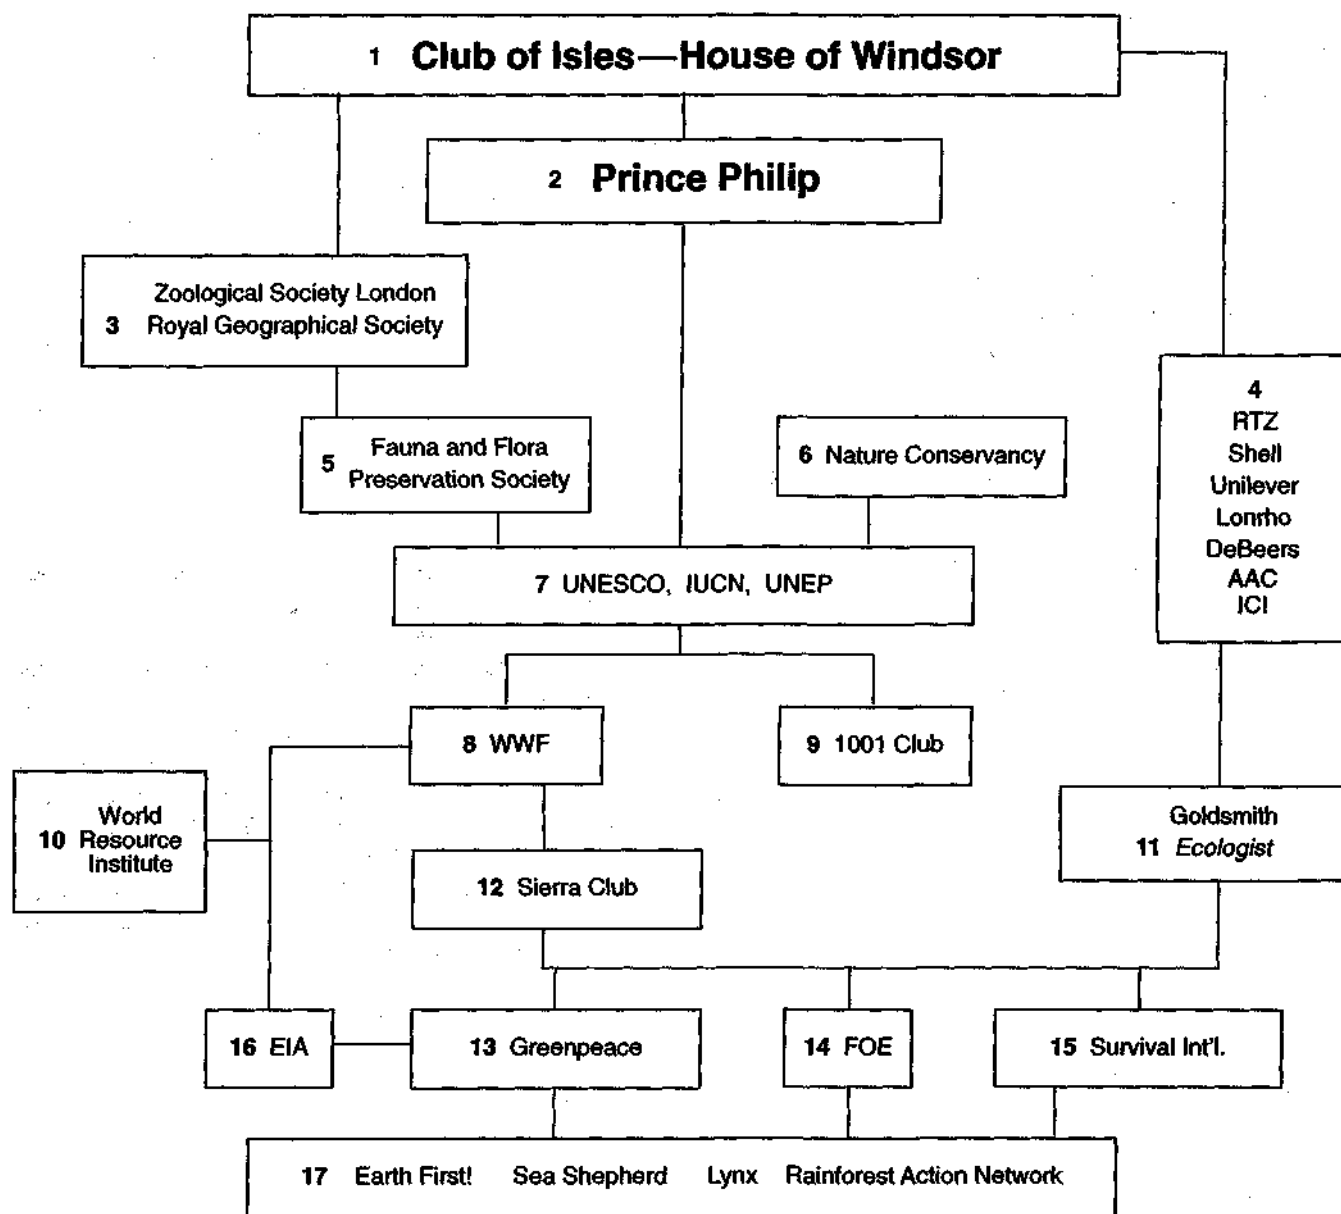 1 Club of Isles—House of Windsor
2 Prince Philip
Zoological Society London
3 Royal Geographical Society
4
RTZ
Shell
Unilever
Lonrho
DeBeers
AAC
ICI
Fauna and Flora
5
Preservation Society
6 Nature Conservancy
7 UNESCO, IUCN, UNEP
8 WWF
9 1001 Club
World
10 Resource
Institute
Goldsmith
11 Ecologist
12 Sierra Club
16 EIA
13 Greenpeace
14 FOE
15 Survival Int'l.
17 Earth First! Sea Shepherd Lynx Rainforest Action Network